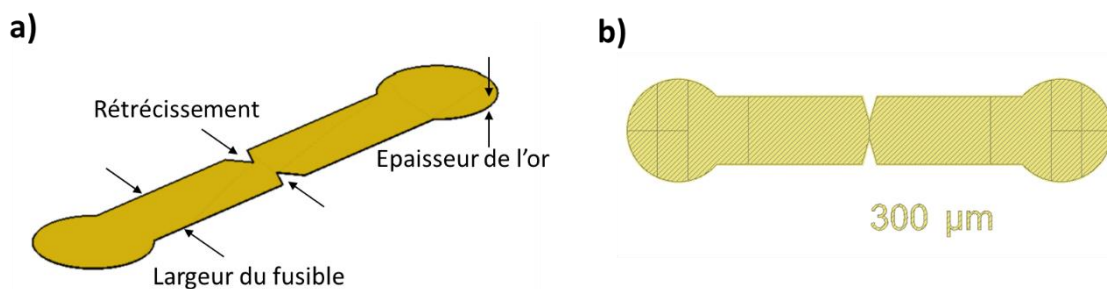 a)
b)
Rétrécissement
Epaisseur de l’or
300 µm
Largeur du fusible